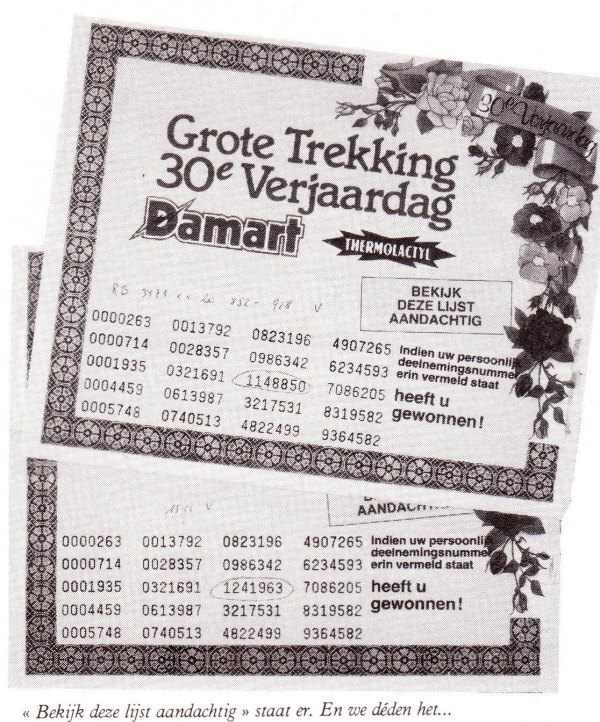 30e Verjaardag
Grote Trekking
30e Verjaardag
Damart
THERMOLACTYL
BEKIJK
DEZE LIJST
AANDACHTIG
0000263 0013792 0823196 4907265
0000714 0028357 0986342 6234593
0001935 0321691 1148850 7086205
0004459 0613987 3217531 8319582
0005748 0740513 4822499 9364582
Indien uw persoonlijk
deelnemingsnummer
erin vermeld staat
heeft u
gewonnen!
AANDACHTIG
0000263 0013792 0823196 4907265
0000714 0028357 0986342 6234593
0001935 0321691 1241963 7086205
0004459 0613987 3217531 8319582
0005748 0740513 4822499 9364582
Indien uw persoonlijk
deelnemingsnummer
erin vermeld staat
heeft u
gewonnen!
« Bekijk deze lijst aandachtig » staat er. En we déden het...